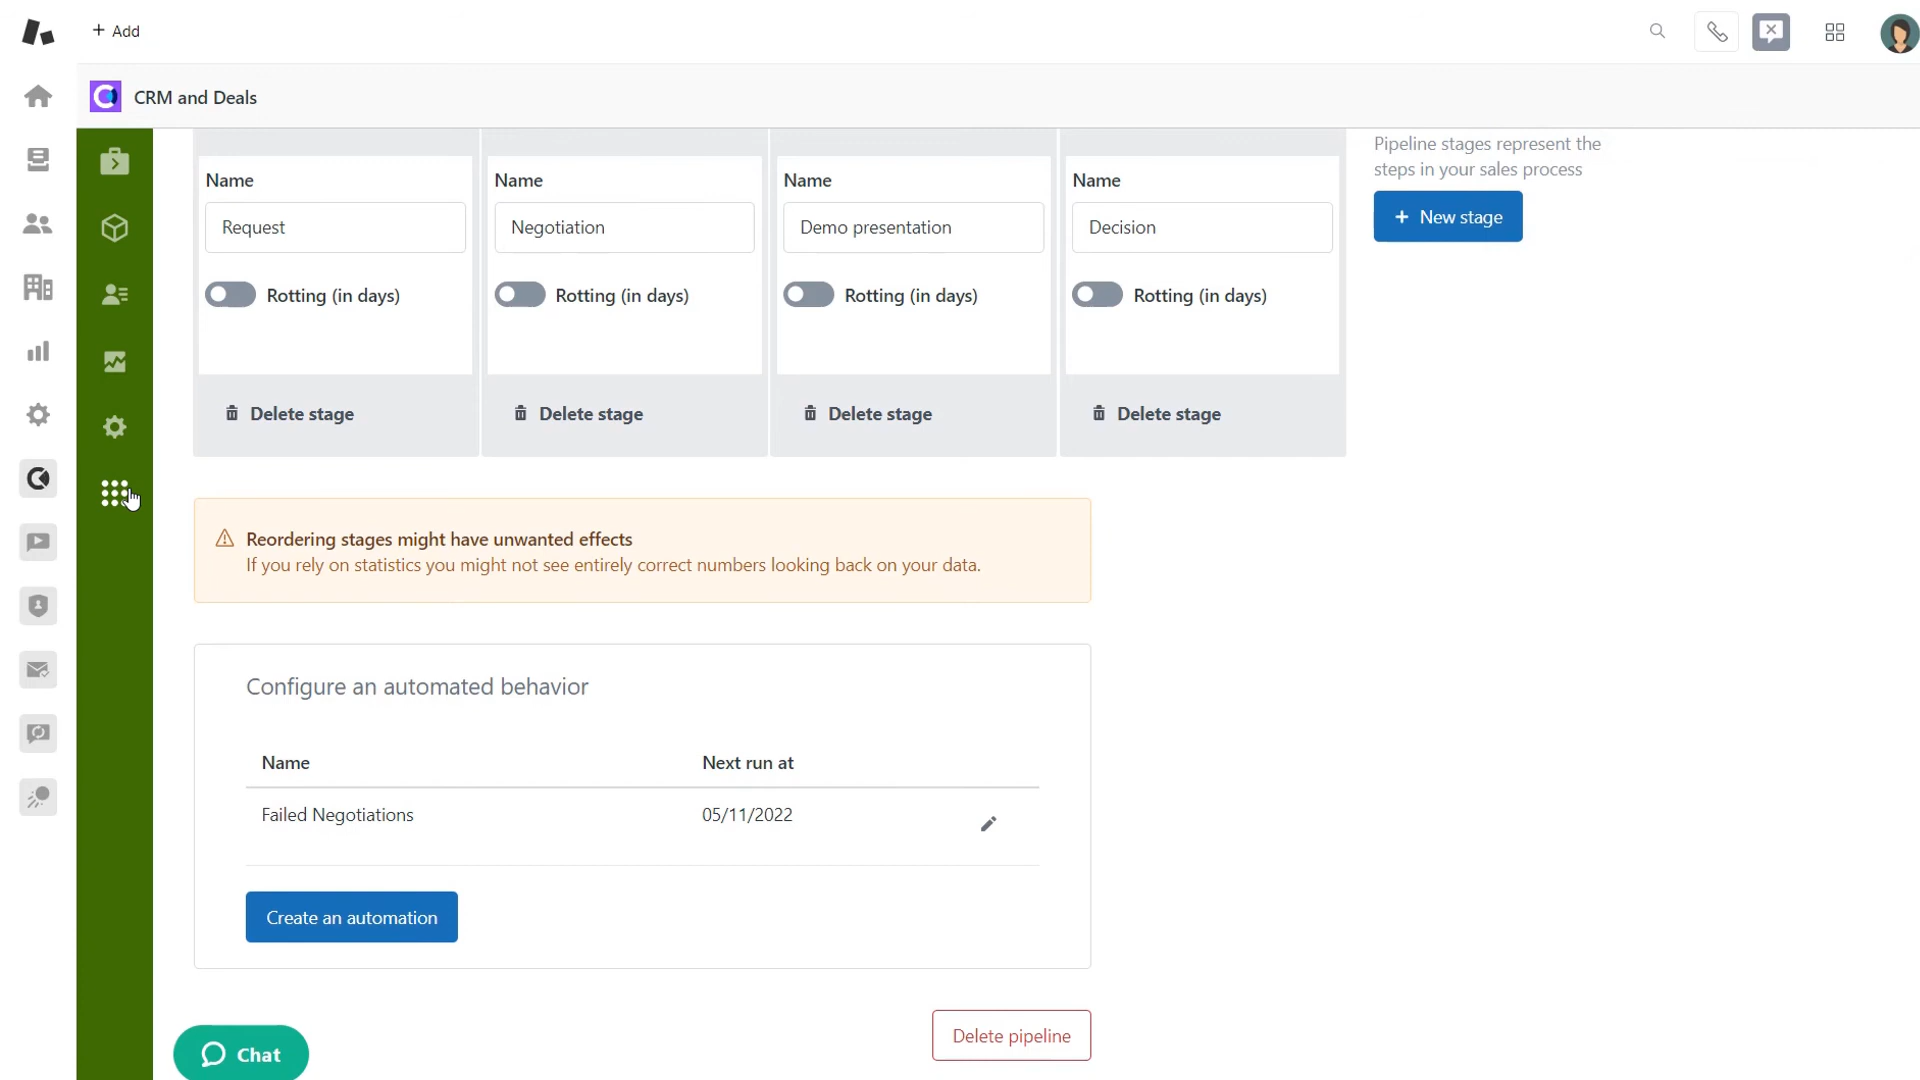 Add
CRM and Deals
Pipeline stages represent the
steps in your sales process
New stage
Name
Request
Rotting (in days)
Delete stage
Name
Negotiation
Rotting (in days)
Delete stage
Name
Demo presentation
Rotting (in days)
Delete stage
Name
Decision
Rotting (in days)
Delete stage
Reordering stages might have unwanted effects
If you rely on statistics you might not see entirely correct numbers looking back on your data.
Configure an automated behavior
Name Next run at
Failed Negotiations 05/11/2022
Create an automation
Delete pipeline
Chat